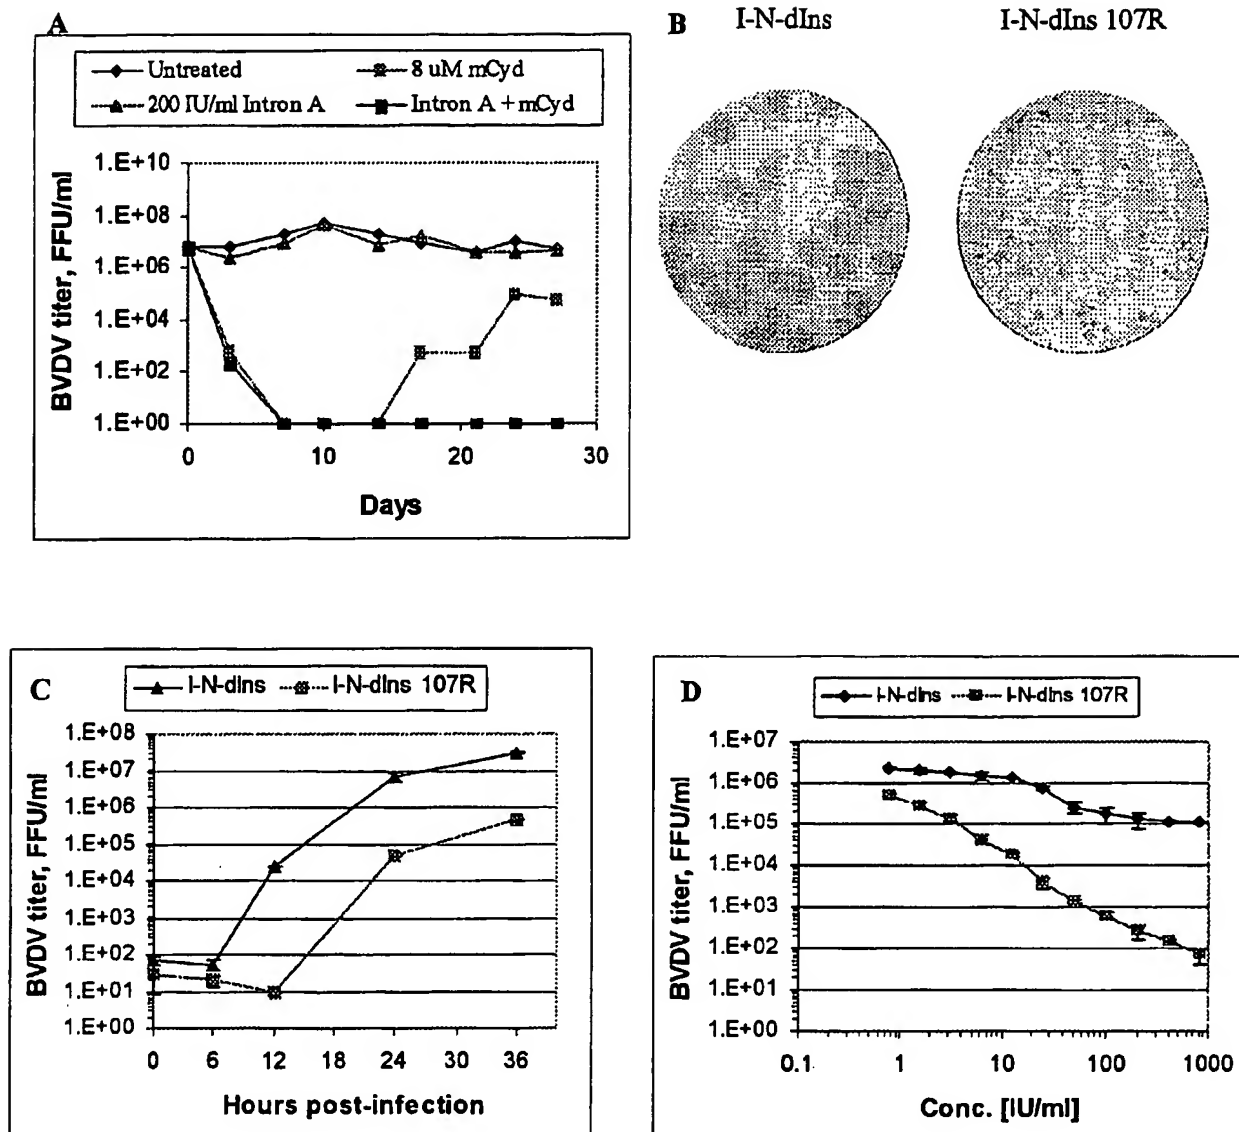 A
Untreated
8 uM mCyd
200 IU/ml Intron A
Intron A + mCyd
BVDV titer, FFU/ml
1.E+10
1.E+08
1.E+06
1.E+04
1.E+02
1.E+00
0
10
20
30
Days
B
I-N-dIns
I-N-dIns 107R
C
I-N-dIns
I-N-dIns 107R
BVDV titer, FFU/ml
1.E+08
1.E+07
1.E+06
1.E+05
1.E+04
1.E+03
1.E+02
1.E+01
1.E+00
0
6
12
18
24
30
36
Hours post-infection
D
I-N-dIns
I-N-dIns 107R
BVDV titer, FFU/ml
1.E+07
1.E+06
1.E+05
1.E+04
1.E+03
1.E+02
1.E+01
1.E+00
0.1
1
10
100
1000
Conc. [IU/ml]